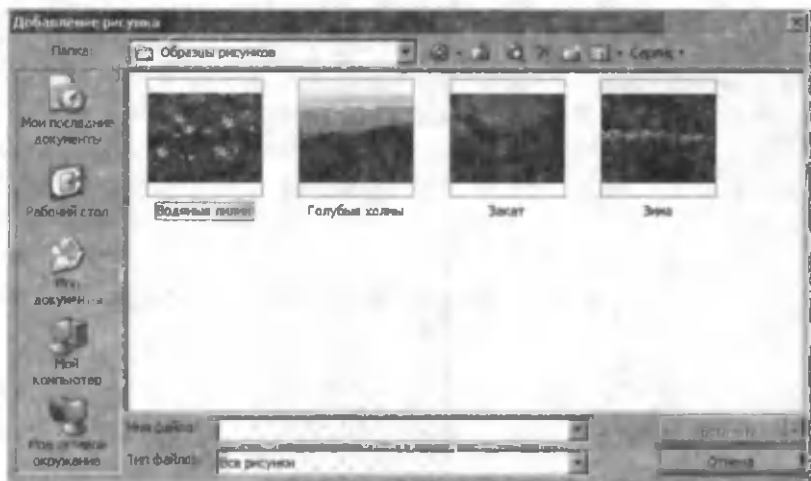 Добавление рисунка
Папка:
Образцы рисунков
Сервис
Мои последние
документы
Рабочий стол
Водяные лилии
Голубые холмы
Закат
Зима
Мои
документы
Мой
компьютер
Мое сетевое
окружение
Имя файла:
Тип файлов:
Все рисунки
Вставить
Отмена